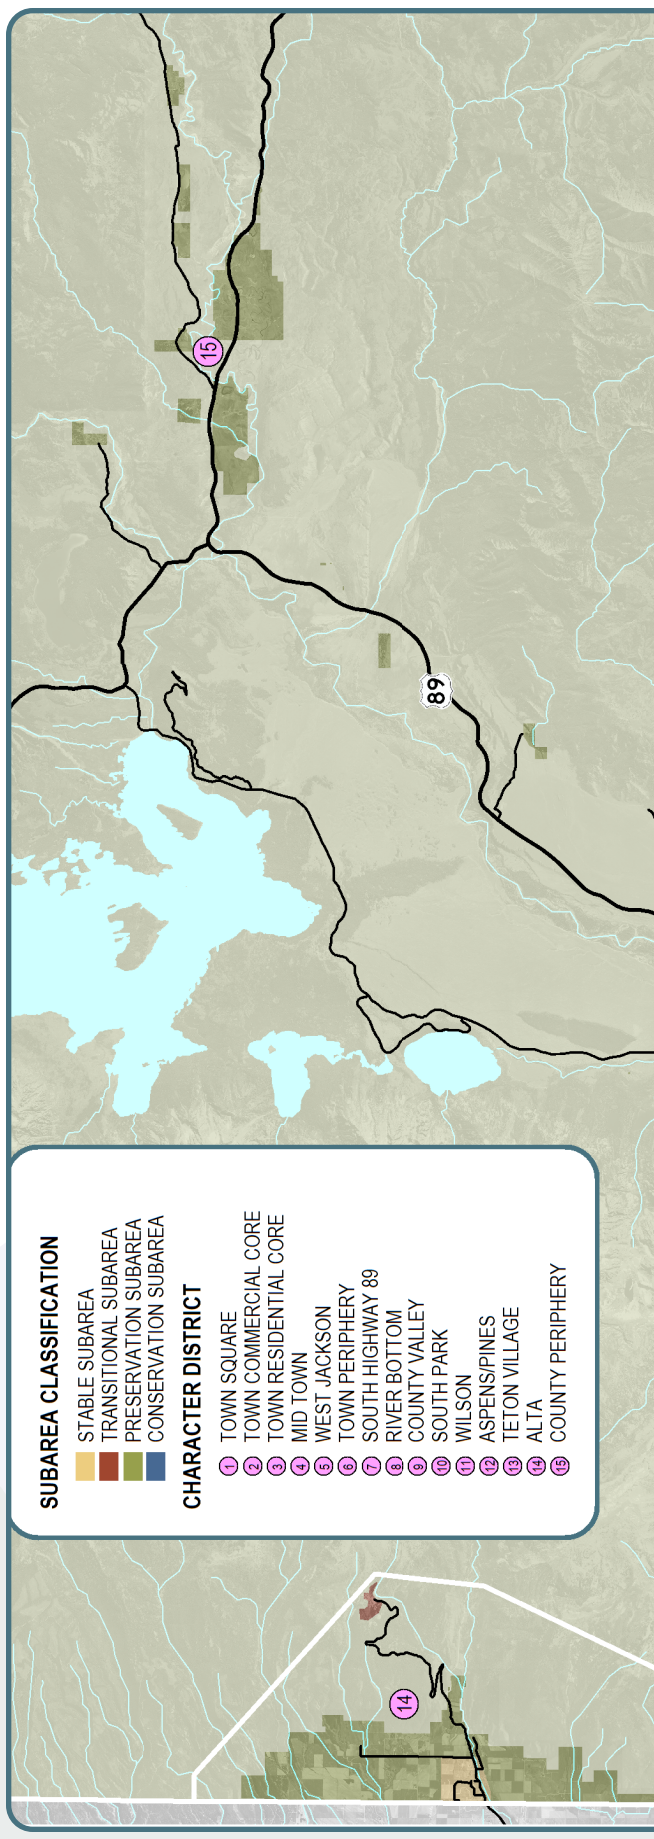 SUBAREA CLASSIFICATION
STABLE SUBAREA
TRANSITIONAL SUBAREA
PRESERVATION SUBAREA
CONSERVATION SUBAREA
CHARACTER DISTRICT
1 TOWN SQUARE
2 TOWN COMMERCIAL CORE
3 TOWN RESIDENTIAL CORE
4 MID TOWN
5 WEST JACKSON
6 TOWN PERIPHERY
7 SOUTH HIGHWAY 89
8 RIVER BOTTOM
9 COUNTY VALLEY
10 SOUTH PARK
11 WILSON
12 ASPENS/PINES
13 TETON VILLAGE
14 ALTA
15 COUNTY PERIPHERY
14
15
89